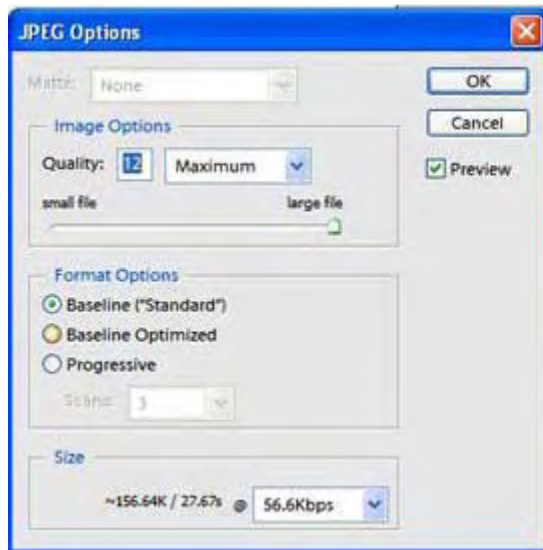 JPEG Options
Matte: None
OK
Image Options
Cancel
Quality: 12 Maximum
Preview
small file large file
Format Options
Baseline ("Standard")
Baseline Optimized
Progressive
Scans: 3
Size
~156.64K / 27.67s @ 56.6Kbps